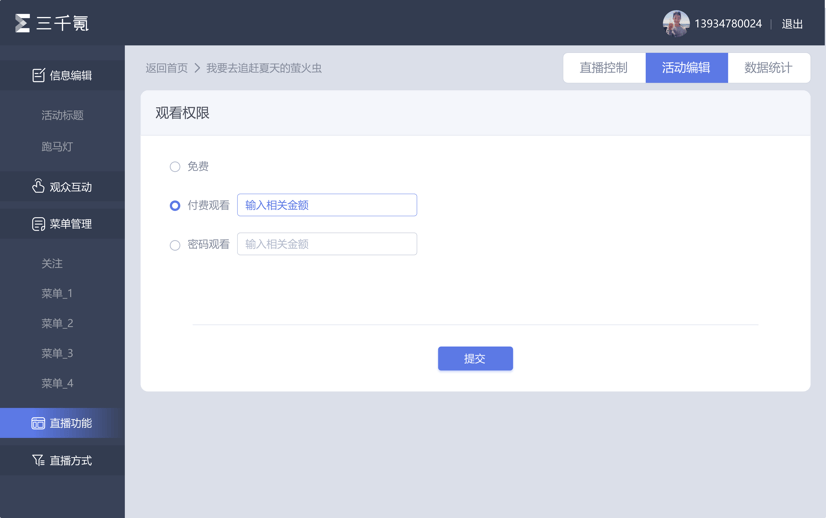 三千氪
13934780024 | 退出
信息编辑
活动标题
跑马灯
观众互动
菜单管理
关注
菜单_1
菜单_2
菜单_3
菜单_4
直播功能
直播方式
返回首页 > 我要去追赶夏天的萤火虫
直播控制 活动编辑 数据统计
观看权限
免费
付费观看 输入相关金额
密码观看 输入相关金额
提交